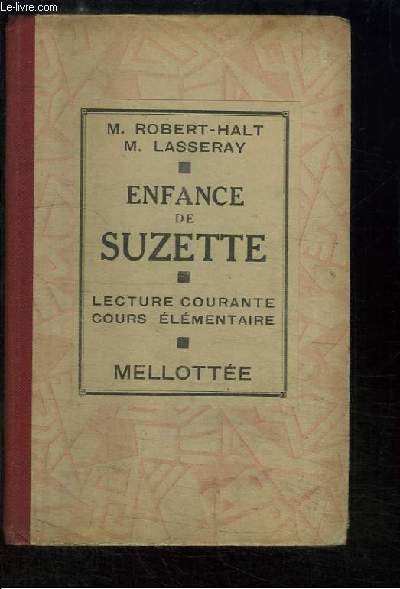 Le-livre.com
M. ROBERT-HALT
M. LASSERAY
ENFANCE
DE
SUZETTE
LECTURE COURANTE
COURS ÉLÉMENTAIRE
MELLOTTÉE